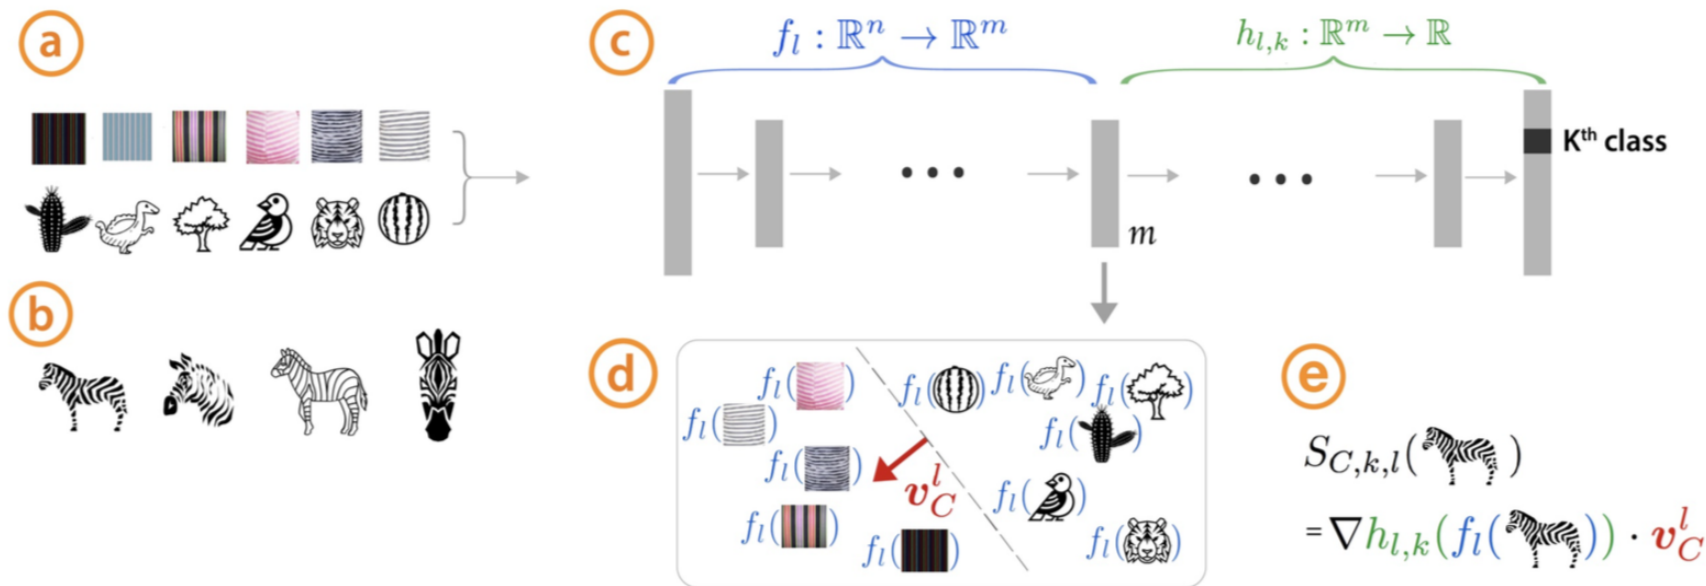 a
c
f_l : ℝ^n → ℝ^m
h_{l,k} : ℝ^m → ℝ
K^th class
m
b
d
f_l( )
f_l( )
f_l( )
f_l( )
f_l( )
f_l( )
f_l( )
f_l( )
v_C^l
f_l( )
f_l( )
f_l( )
e
S_{C,k,l}( )
= ∇h_{l,k}(f_l( )) · v_C^l